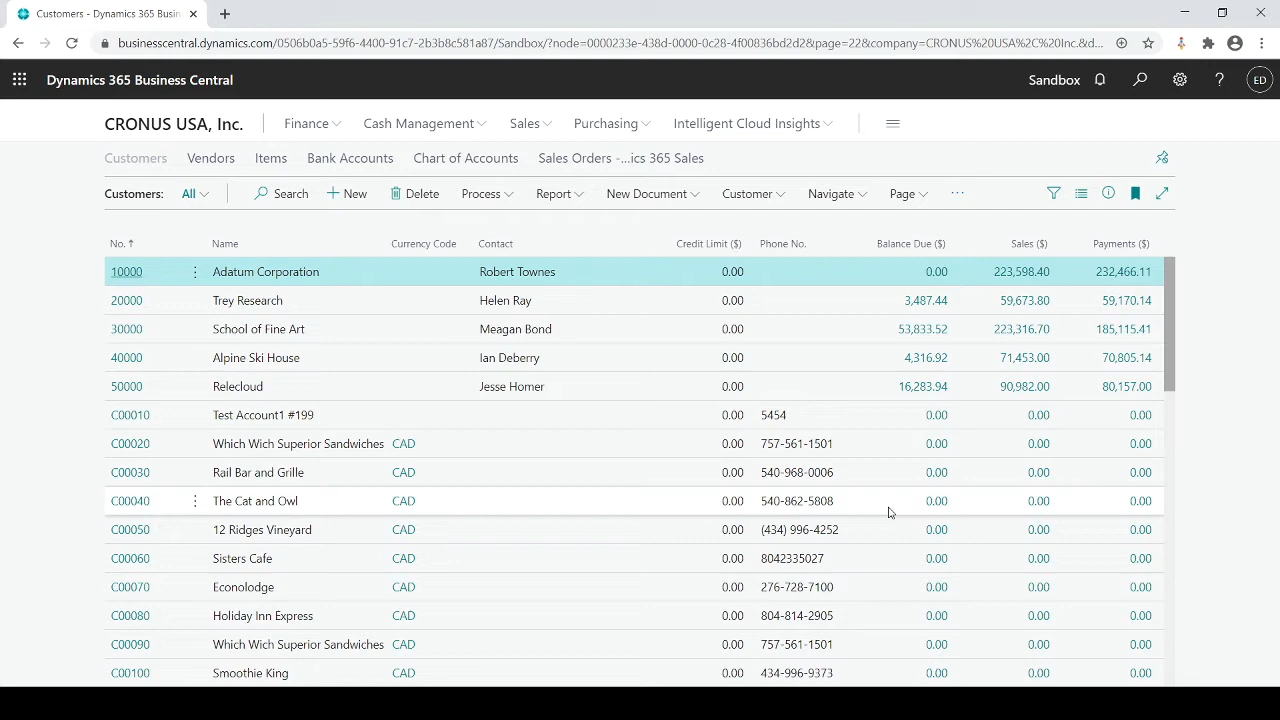 Customers - Dynamics 365 Busin
businesscentral.dynamics.com/0506b0a5-59f6-4400-91c7-2b3b8c581a87/Sandbox/?node=0000233e-438d-0000-0c28-4f00836bd2d2&page=22&company=CRONUS%20USA%2C%20Inc.&d...
Dynamics 365 Business Central Sandbox ? ED
CRONUS USA, Inc. Finance Cash Management Sales Purchasing Intelligent Cloud Insights
Customers Vendors Items Bank Accounts Chart of Accounts Sales Orders -...ics 365 Sales
Customers: All Search + New Delete Process Report New Document Customer Navigate Page ...
No. ↑ Name Currency Code Contact Credit Limit ($) Phone No. Balance Due ($) Sales ($) Payments ($)
10000 Adatum Corporation Robert Townes 0.00 0.00 223,598.40 232,466.11
20000 Trey Research Helen Ray 0.00 3,487.44 59,673.80 59,170.14
30000 School of Fine Art Meagan Bond 0.00 53,833.52 223,316.70 185,115.41
40000 Alpine Ski House Ian Deberry 0.00 4,316.92 71,453.00 70,805.14
50000 Relecloud Jesse Homer 0.00 16,283.94 90,982.00 80,157.00
C00010 Test Account1 #199 0.00 5454 0.00 0.00 0.00
C00020 Which Wich Superior Sandwiches CAD 0.00 757-561-1501 0.00 0.00 0.00
C00030 Rail Bar and Grille CAD 0.00 540-968-0006 0.00 0.00 0.00
C00040 The Cat and Owl CAD 0.00 540-862-5808 0.00 0.00 0.00
C00050 12 Ridges Vineyard CAD 0.00 (434) 996-4252 0.00 0.00 0.00
C00060 Sisters Cafe CAD 0.00 8042335027 0.00 0.00 0.00
C00070 Econolodge CAD 0.00 276-728-7100 0.00 0.00 0.00
C00080 Holiday Inn Express CAD 0.00 804-814-2905 0.00 0.00 0.00
C00090 Which Wich Superior Sandwiches CAD 0.00 757-561-1501 0.00 0.00 0.00
C00100 Smoothie King CAD 0.00 434-996-9373 0.00 0.00 0.00